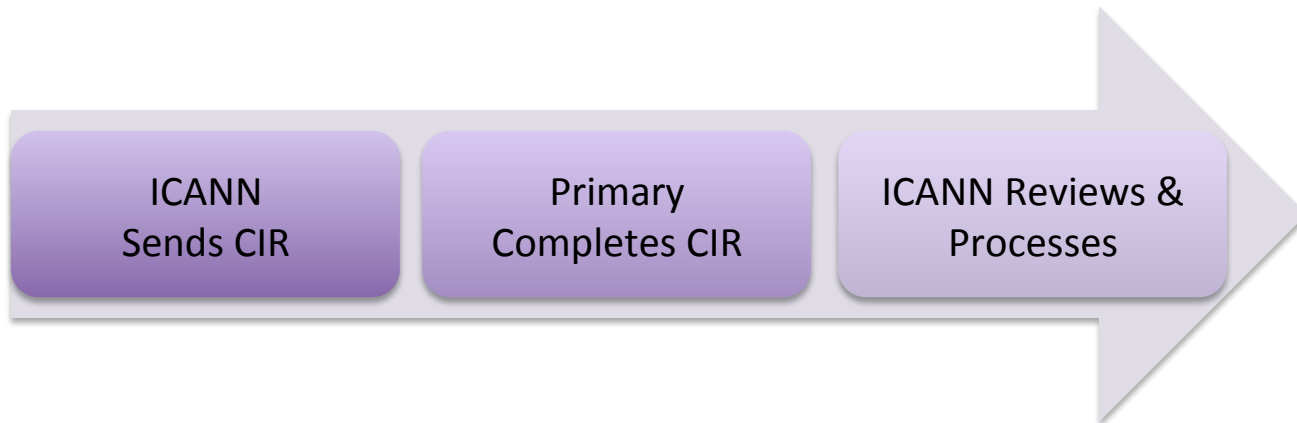 ICANN
Sends CIR
Primary
Completes CIR
ICANN Reviews &
Processes